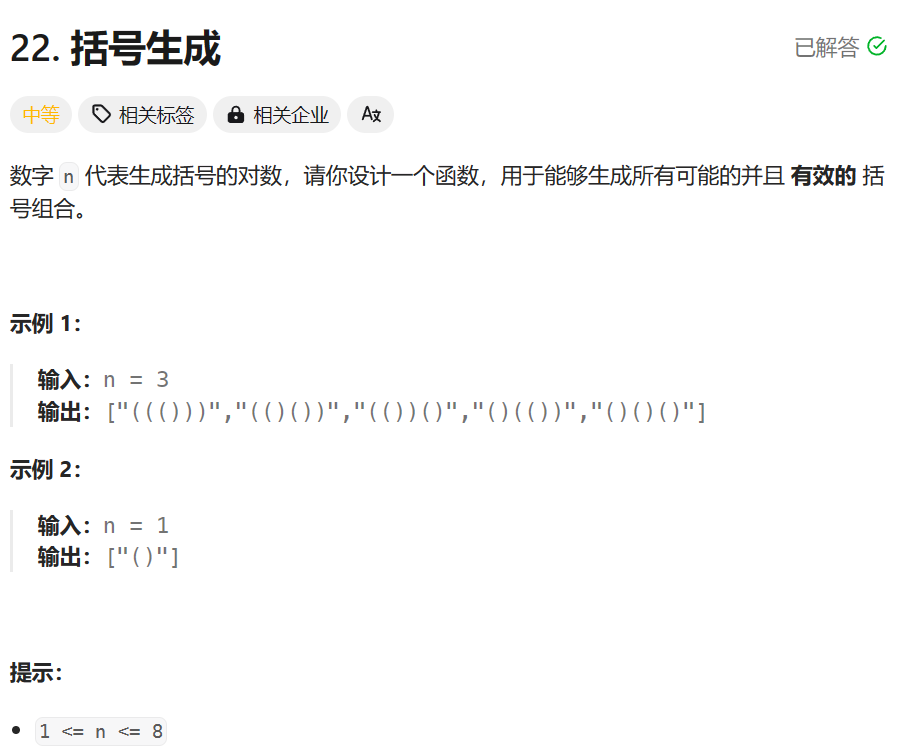 22. 括号生成
已解答
中等
相关标签
相关企业
数字 n 代表生成括号的对数，请你设计一个函数，用于能够生成所有可能的并且 有效的 括
号组合。
示例 1：
输入：n = 3
输出：["((()))","(()())","(())()","()(())","()()()"]
示例 2：
输入：n = 1
输出：["()"]
提示：
1 <= n <= 8